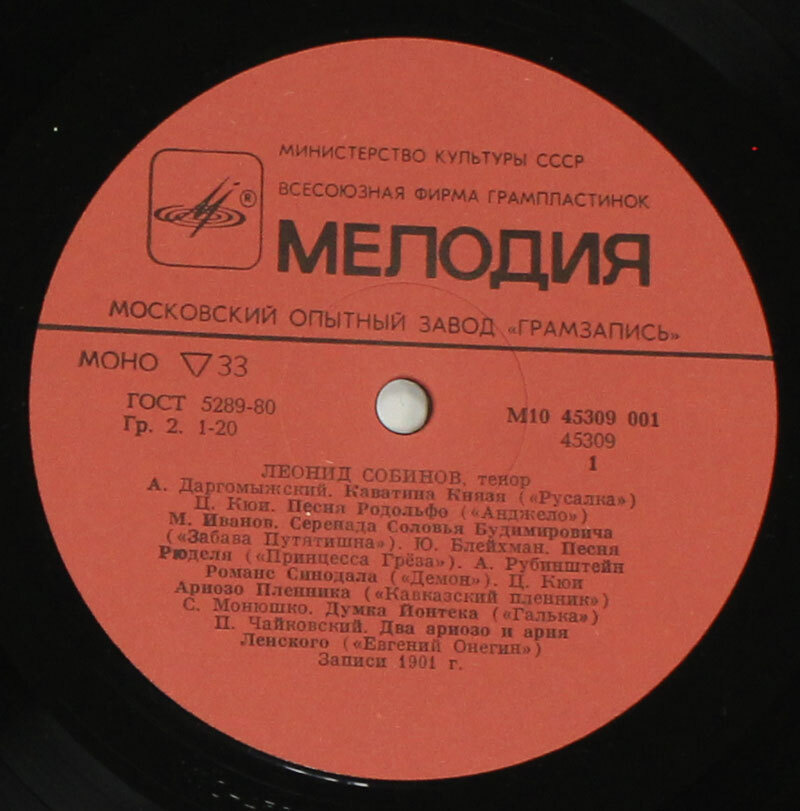 МИНИСТЕРСТВО КУЛЬТУРЫ СССР
ВСЕСОЮЗНАЯ ФИРМА ГРАМПЛАСТИНОК
®
МЕЛОДИЯ
МОСКОВСКИЙ ОПЫТНЫЙ ЗАВОД «ГРАМЗАПИСЬ»
МОНО ▽ 33
ГОСТ 5289-80
Гр. 2. 1-20
М10 45309 001
45309
1
ЛЕОНИД СОБИНОВ, тенор
А. Даргомыжский. Каватина Князя («Русалка»)
Ц. Кюи. Песня Родольфо («Анджело»)
М. Иванов. Серенада Соловья Будимировича
(«Забава Путятишна»). Ю. Блейхман. Песня
Рюделя («Принцесса Грёза»). А. Рубинштейн
Романс Синодала («Демон»). Ц. Кюи
Ариозо Пленника («Кавказский пленник»)
С. Монюшко. Думка Йонтека («Галька»)
П. Чайковский. Два ариозо и ария
Ленского («Евгений Онегин»)
Записи 1901 г.